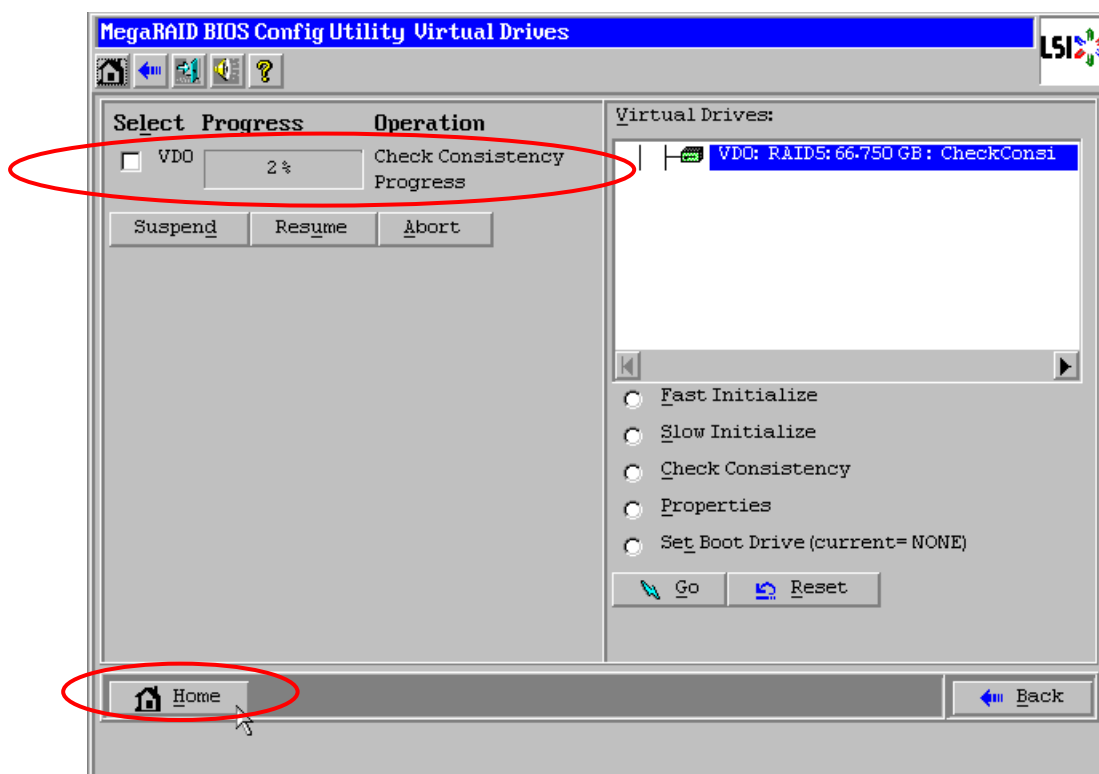 MegaRAID BIOS Config Utility Virtual Drives
LSI
Select Progress Operation
VD0 2% Check Consistency
Progress
Suspend Resume Abort
Virtual Drives:
VD0: RAID5: 66.750 GB: CheckConsi
Fast Initialize
Slow Initialize
Check Consistency
Properties
Set Boot Drive (current= NONE)
Go Reset
Home
Back